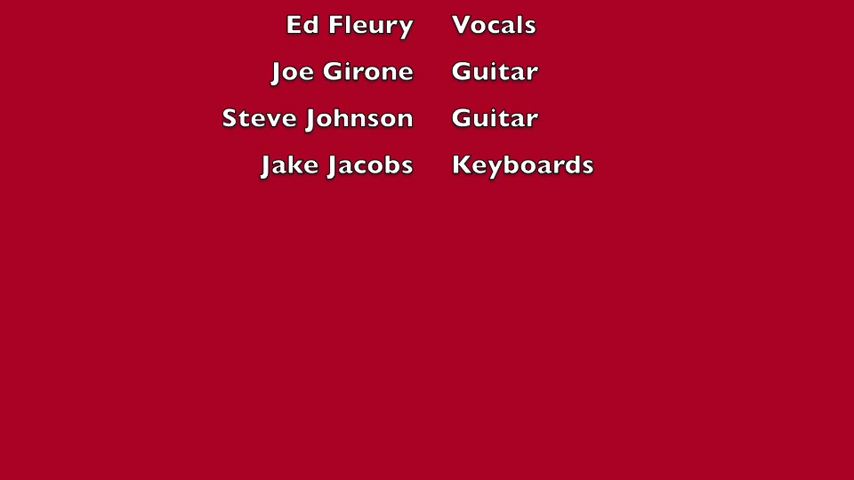 Ed Fleury Vocals
Joe Girone Guitar
Steve Johnson Guitar
Jake Jacobs Keyboards